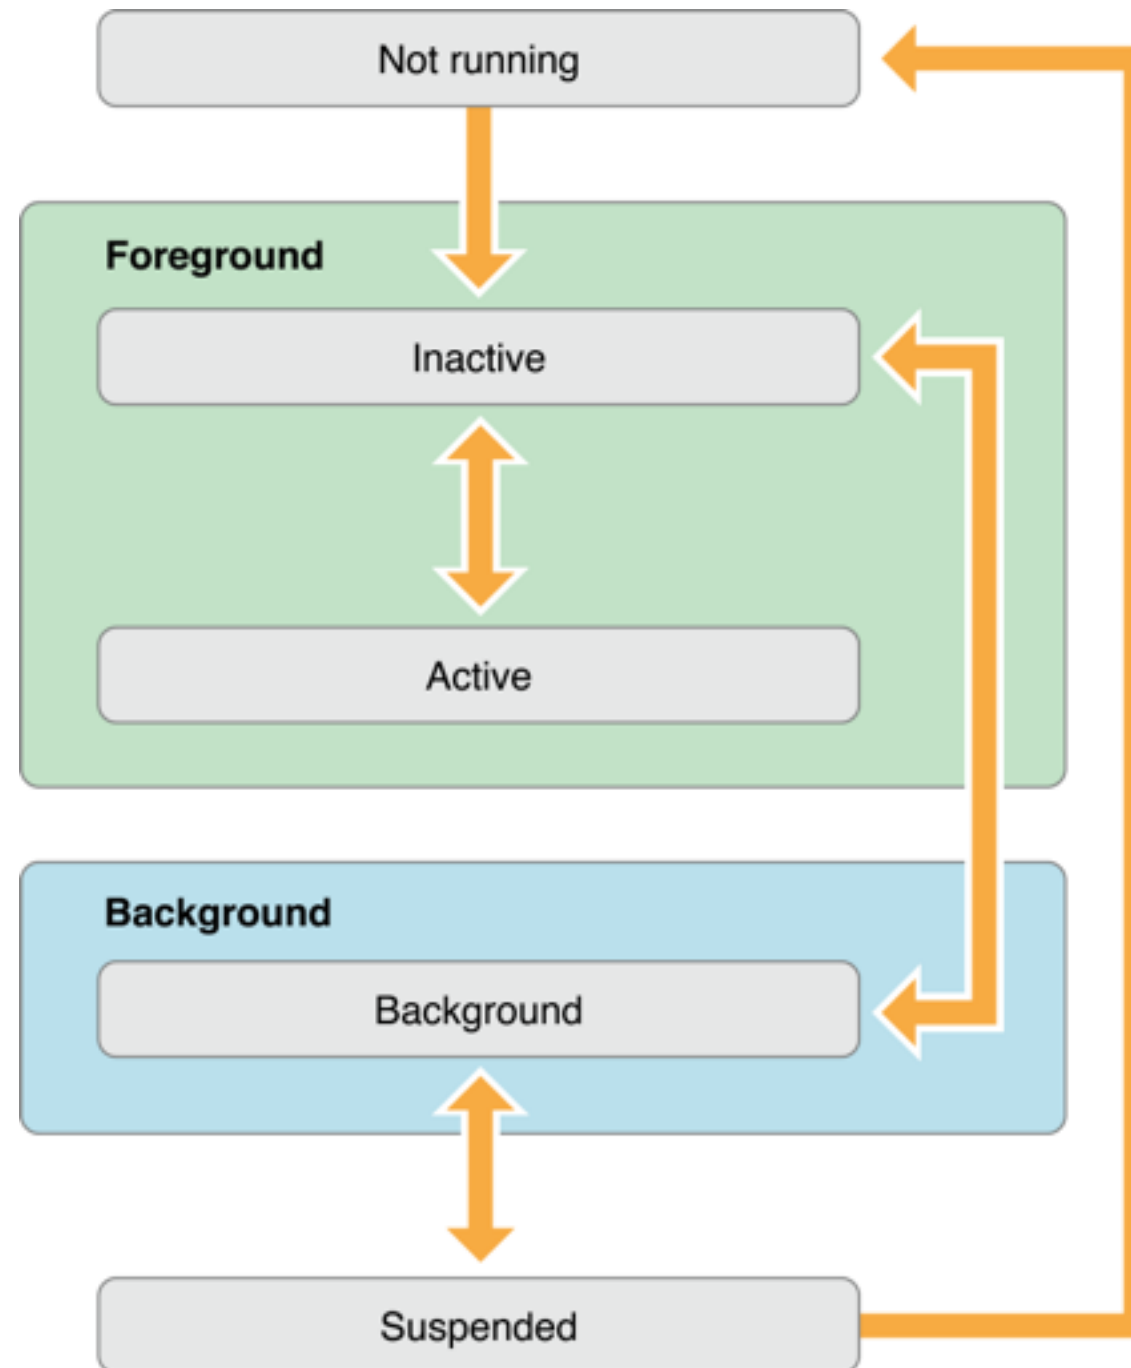 Not running
Foreground
Inactive
Active
Background
Background
Suspended